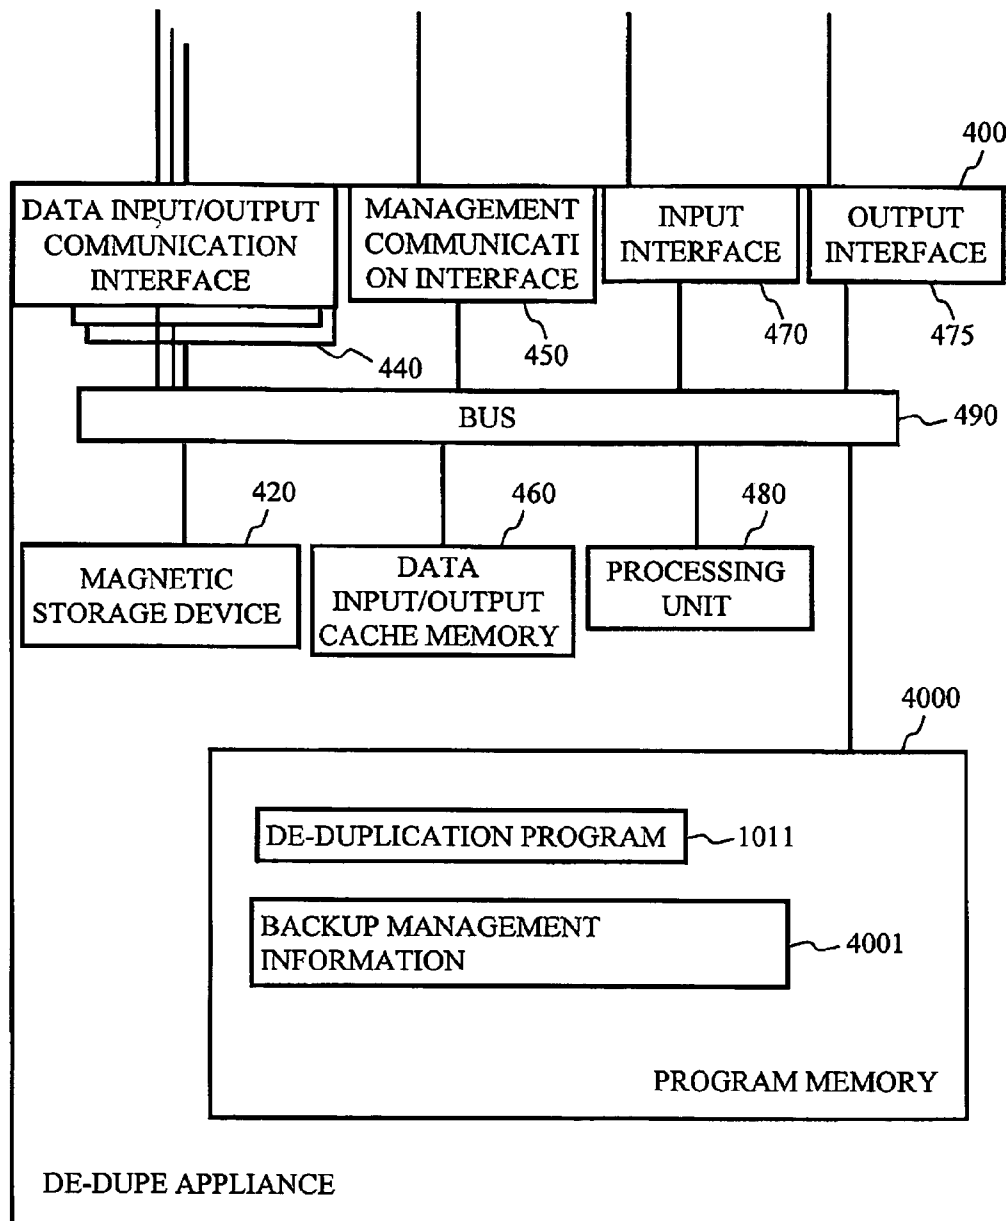 400
DATA INPUT/OUTPUT
COMMUNICATION
INTERFACE
MANAGEMENT
COMMUNICATI
ON INTERFACE
INPUT
INTERFACE
OUTPUT
INTERFACE
440
450
470
475
BUS
490
420
460
480
MAGNETIC
STORAGE DEVICE
DATA
INPUT/OUTPUT
CACHE MEMORY
PROCESSING
UNIT
4000
DE-DUPLICATION PROGRAM
1011
BACKUP MANAGEMENT
INFORMATION
4001
PROGRAM MEMORY
DE-DUPE APPLIANCE